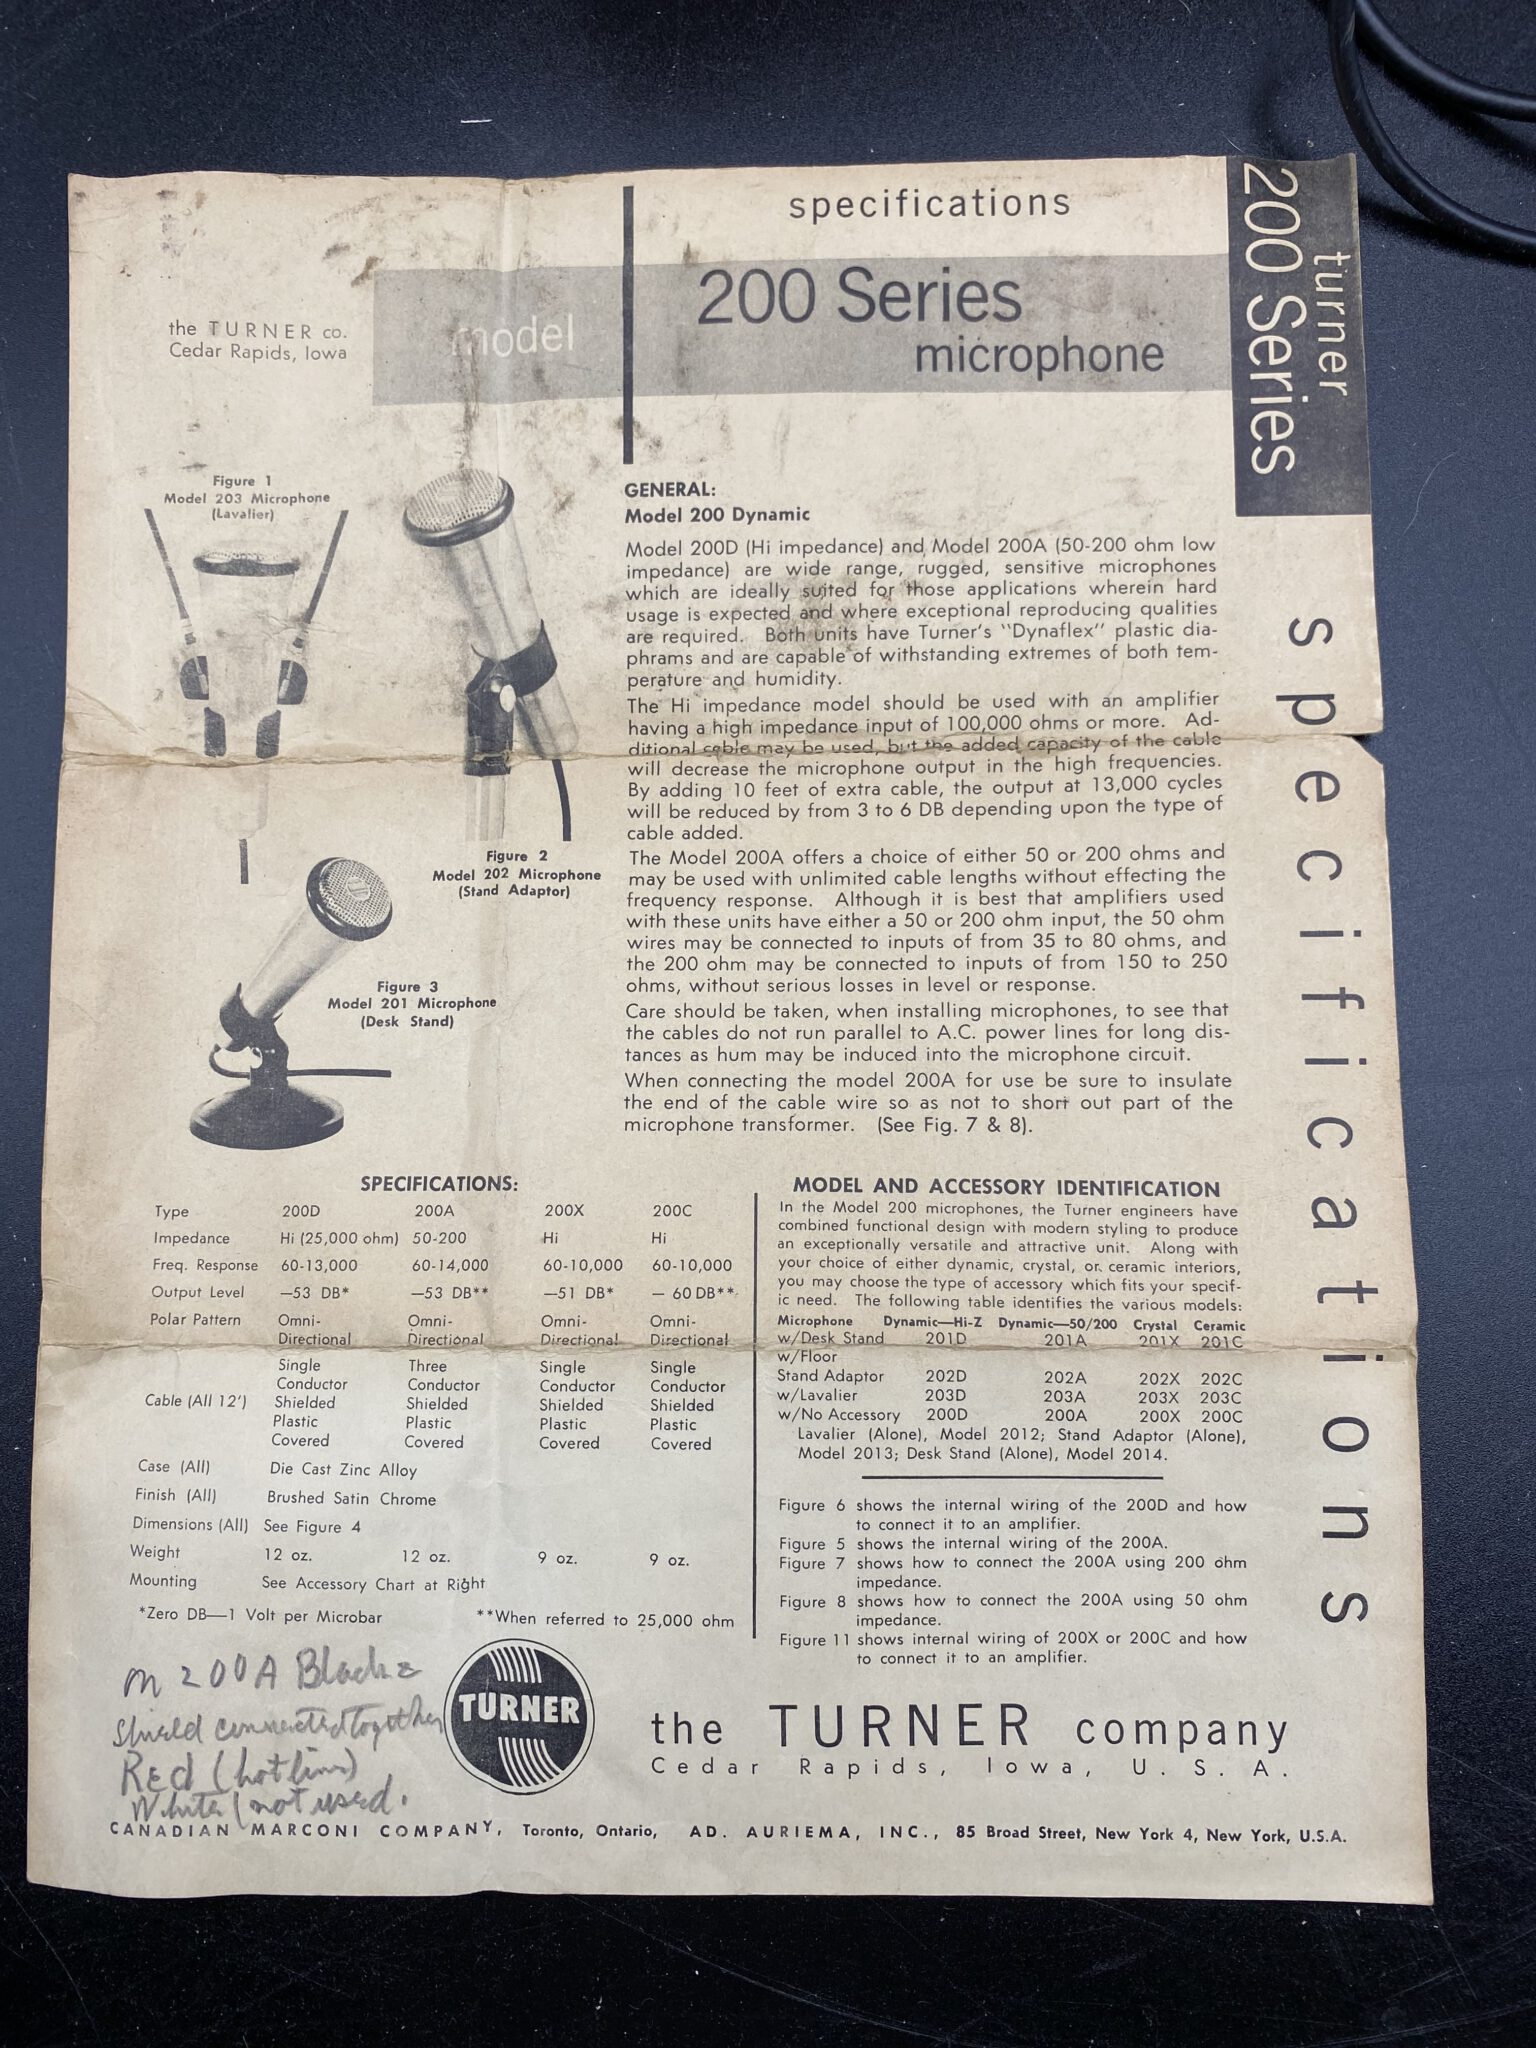 specifications
turner
200 Series
the TURNER co.
Cedar Rapids, Iowa
model
200 Series
microphone
Figure 1
Model 203 Microphone
(Lavalier)
Figure 2
Model 202 Microphone
(Stand Adaptor)
Figure 3
Model 201 Microphone
(Desk Stand)
GENERAL:
Model 200 Dynamic
Model 200D (Hi impedance) and Model 200A (50-200 ohm low
impedance) are wide range, rugged, sensitive microphones
which are ideally suited for those applications wherein hard
usage is expected and where exceptional reproducing qualities
are required. Both units have Turner's "Dynaflex" plastic dia-
phrams and are capable of withstanding extremes of both tem-
perature and humidity.
The Hi impedance model should be used with an amplifier
having a high impedance input of 100,000 ohms or more. Ad-
ditional cable may be used, but the added capacity of the cable
will decrease the microphone output in the high frequencies.
By adding 10 feet of extra cable, the output at 13,000 cycles
will be reduced by from 3 to 6 DB depending upon the type of
cable added.
The Model 200A offers a choice of either 50 or 200 ohms and
may be used with unlimited cable lengths without effecting the
frequency response. Although it is best that amplifiers used
with these units have either a 50 or 200 ohm input, the 50 ohm
wires may be connected to inputs of from 35 to 80 ohms, and
the 200 ohm may be connected to inputs of from 150 to 250
ohms, without serious losses in level or response.
Care should be taken, when installing microphones, to see that
the cables do not run parallel to A.C. power lines for long dis-
tances as hum may be induced into the microphone circuit.
When connecting the model 200A for use be sure to insulate
the end of the cable wire so as not to short out part of the
microphone transformer. (See Fig. 7 & 8).
specifications
SPECIFICATIONS:
Type 200D 200A 200X 200C
Impedance Hi (25,000 ohm) 50-200 Hi Hi
Freq. Response 60-13,000 60-14,000 60-10,000 60-10,000
Output Level —53 DB* —53 DB** —51 DB* — 60 DB**
Polar Pattern Omni- Omni- Omni- Omni-
Directional Directional Directional Directional
Single Three Single Single
Conductor Conductor Conductor Conductor
Cable (All 12') Shielded Shielded Shielded Shielded
Plastic Plastic Plastic Plastic
Covered Covered Covered Covered
Case (All) Die Cast Zinc Alloy
Finish (All) Brushed Satin Chrome
Dimensions (All) See Figure 4
Weight 12 oz. 12 oz. 9 oz. 9 oz.
Mounting See Accessory Chart at Right
*Zero DB—1 Volt per Microbar **When referred to 25,000 ohm
MODEL AND ACCESSORY IDENTIFICATION
In the Model 200 microphones, the Turner engineers have
combined functional design with modern styling to produce
an exceptionally versatile and attractive unit. Along with
your choice of either dynamic, crystal, or ceramic interiors,
you may choose the type of accessory which fits your specif-
ic need. The following table identifies the various models:
Microphone Dynamic—Hi-Z Dynamic—50/200 Crystal Ceramic
w/Desk Stand 201D 201A 201X 201C
w/Floor
Stand Adaptor 202D 202A 202X 202C
w/Lavalier 203D 203A 203X 203C
w/No Accessory 200D 200A 200X 200C
Lavalier (Alone), Model 2012; Stand Adaptor (Alone),
Model 2013; Desk Stand (Alone), Model 2014.
Figure 6 shows the internal wiring of the 200D and how
to connect it to an amplifier.
Figure 5 shows the internal wiring of the 200A.
Figure 7 shows how to connect the 200A using 200 ohm
impedance.
Figure 8 shows how to connect the 200A using 50 ohm
impedance.
Figure 11 shows internal wiring of 200X or 200C and how
to connect it to an amplifier.
m 200A Black &
shield connected together
Red (hot line)
White (not used.
TURNER
the TURNER company
Cedar Rapids, Iowa, U. S. A.
CANADIAN MARCONI COMPANY, Toronto, Ontario, AD. AURIEMA, INC., 85 Broad Street, New York 4, New York, U.S.A.